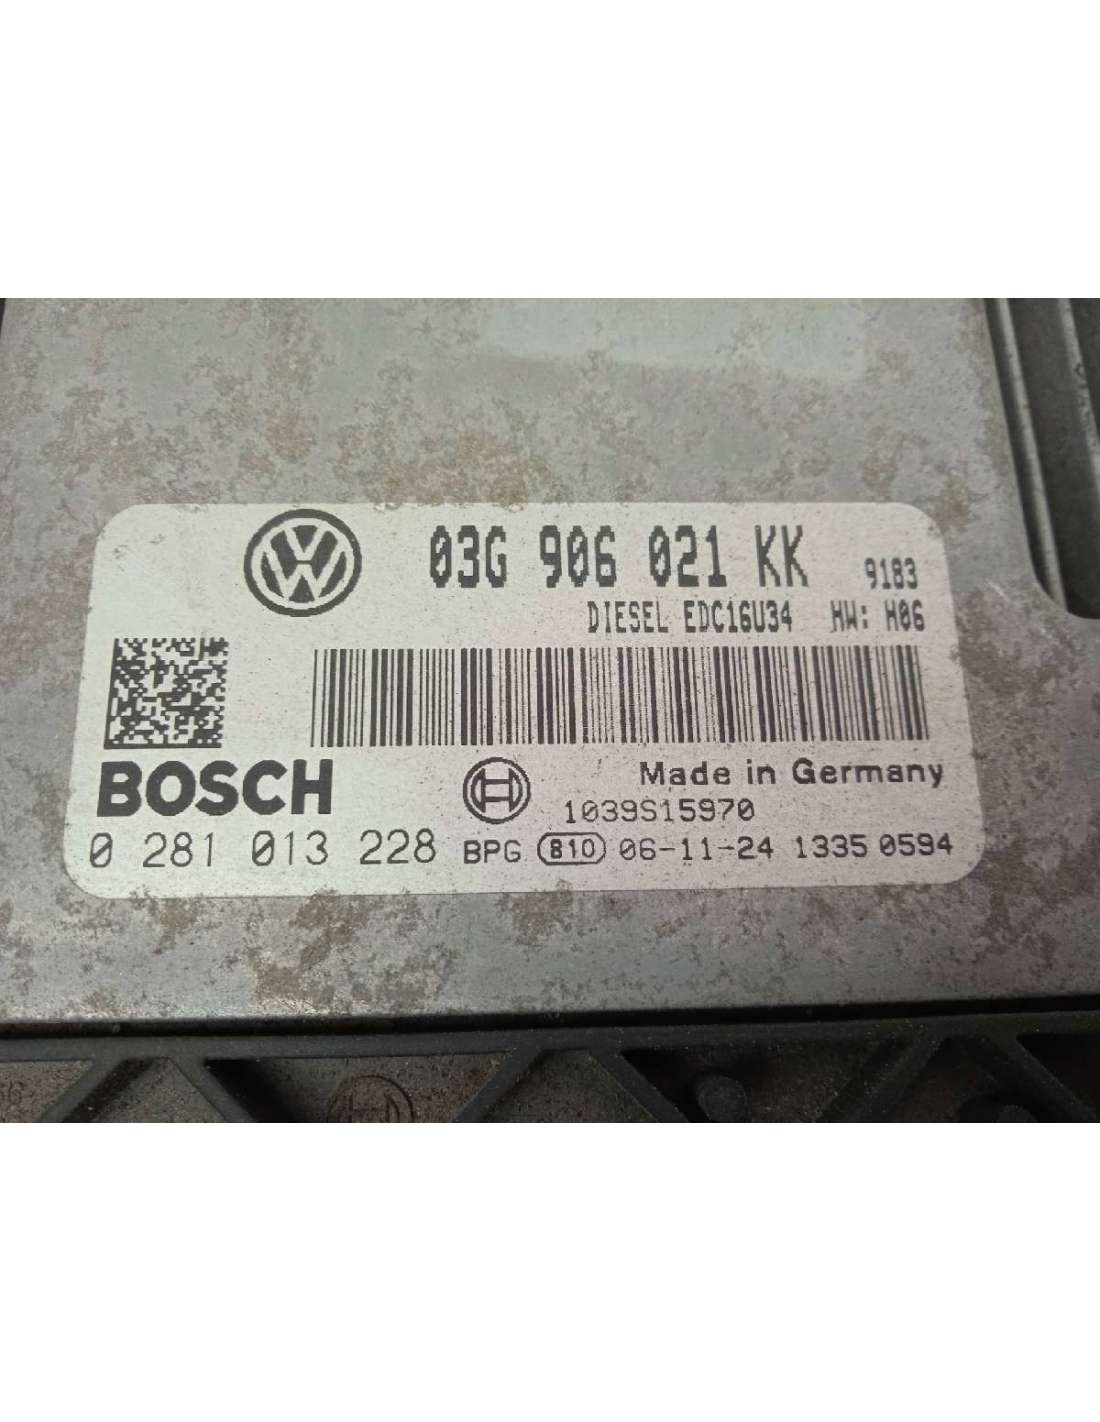 03G 906 021 KK 9183
DIESEL EDC16U34 HW: H06
BOSCH
Made in Germany
1039S15970
0 281 013 228 BPG 810 06-11-24 1335 0594